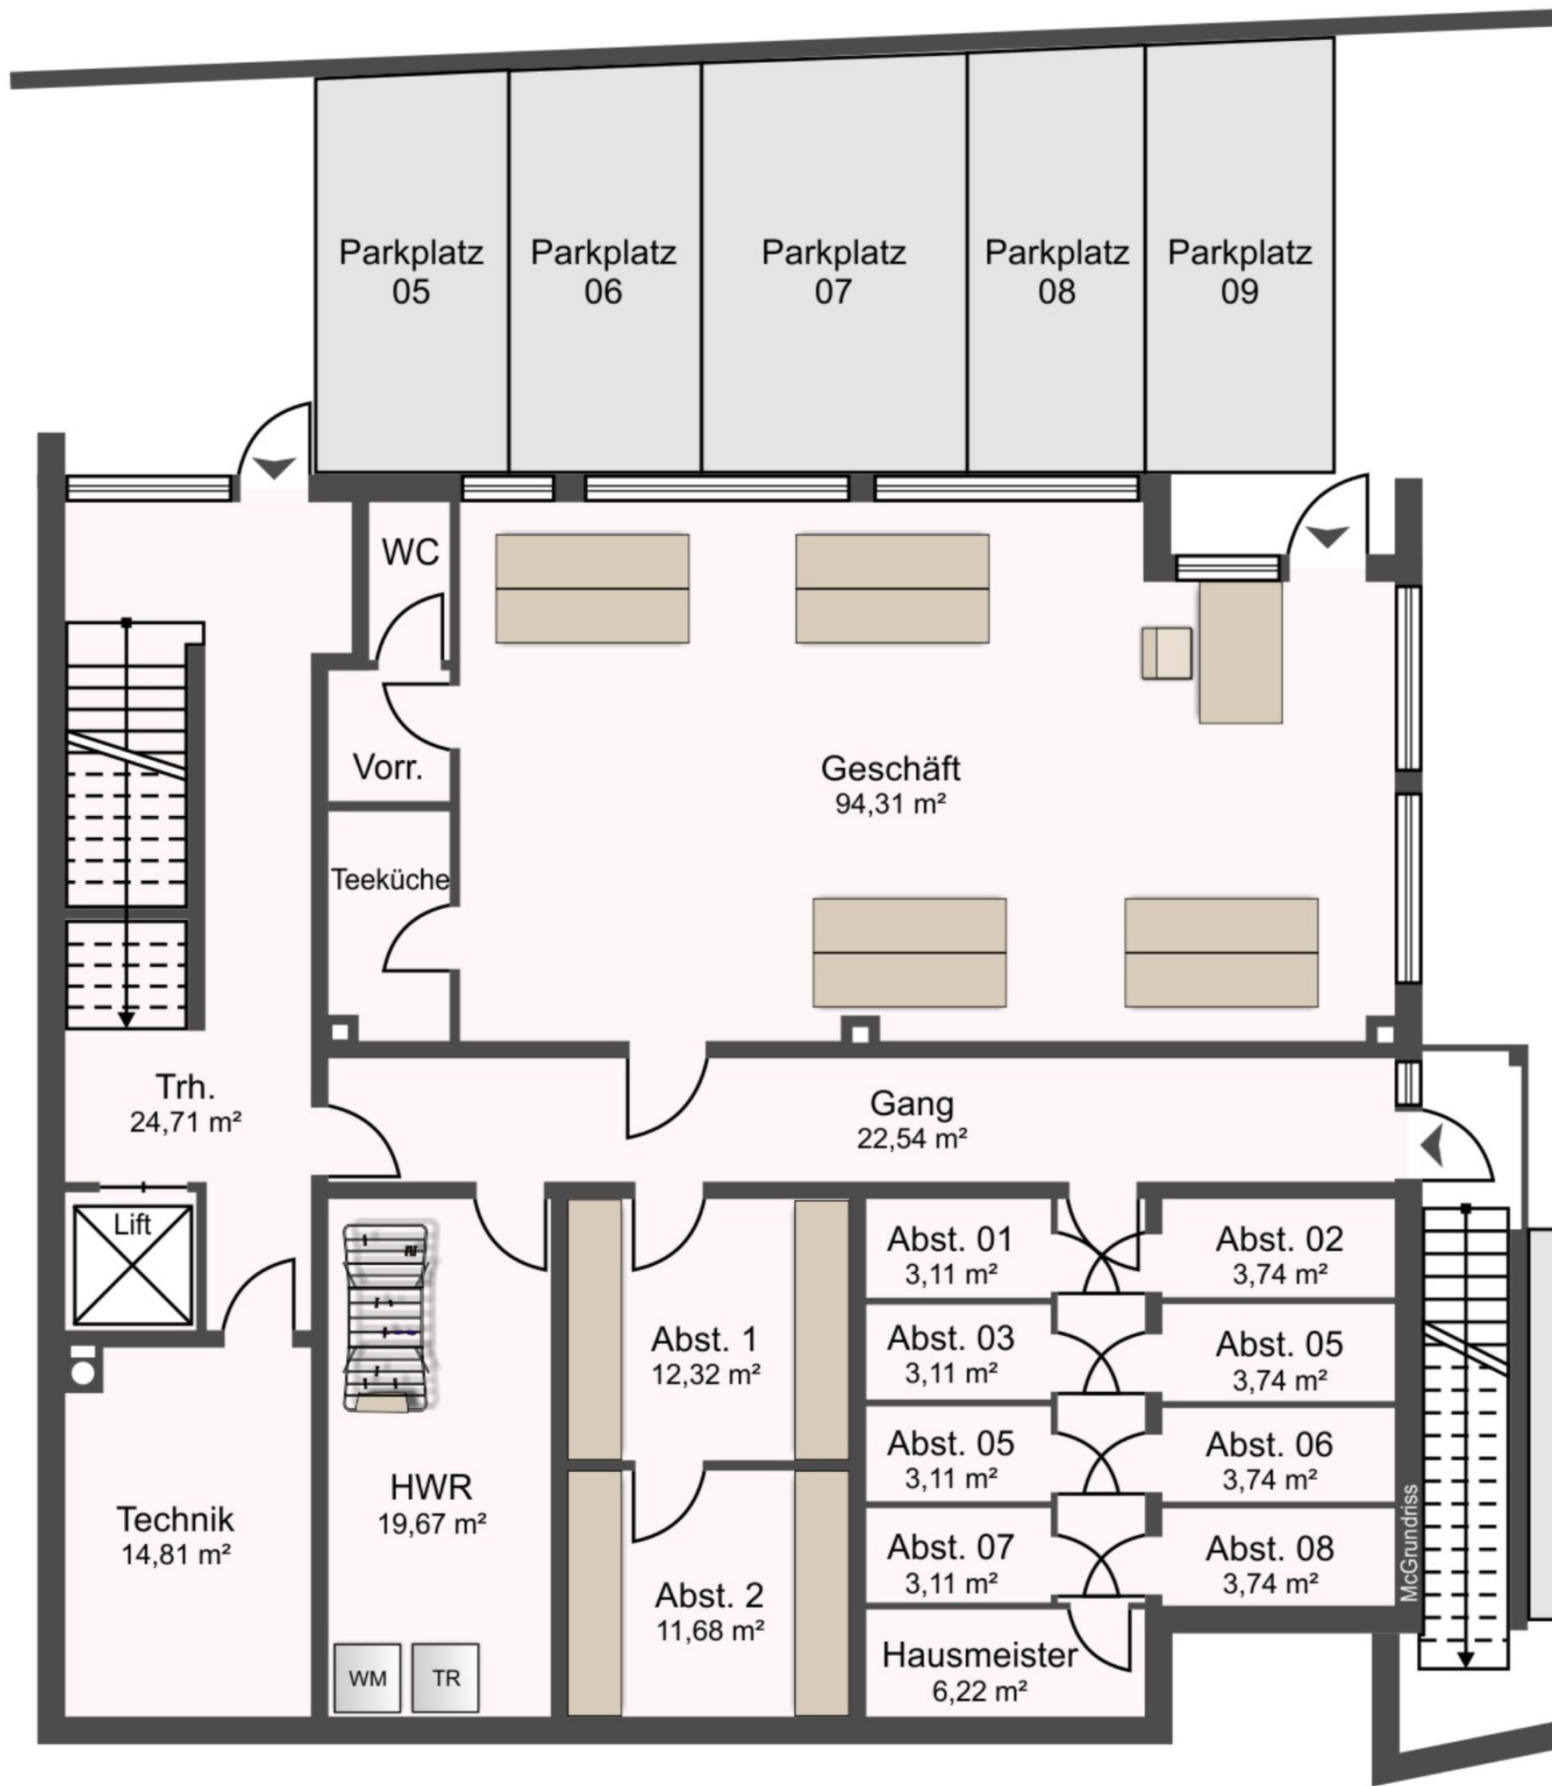 Parkplatz
05
Parkplatz
06
Parkplatz
07
Parkplatz
08
Parkplatz
09
WC
Vorr.
Geschäft
94,31 m²
Teeküche
Trh.
24,71 m²
Gang
22,54 m²
Lift
Abst. 01
3,11 m²
Abst. 02
3,74 m²
Abst. 1
12,32 m²
Abst. 03
3,11 m²
Abst. 05
3,74 m²
Abst. 05
3,11 m²
Abst. 06
3,74 m²
HWR
19,67 m²
Technik
14,81 m²
Abst. 07
3,11 m²
Abst. 08
3,74 m²
McGrundriss
Abst. 2
11,68 m²
Hausmeister
6,22 m²
WM
TR